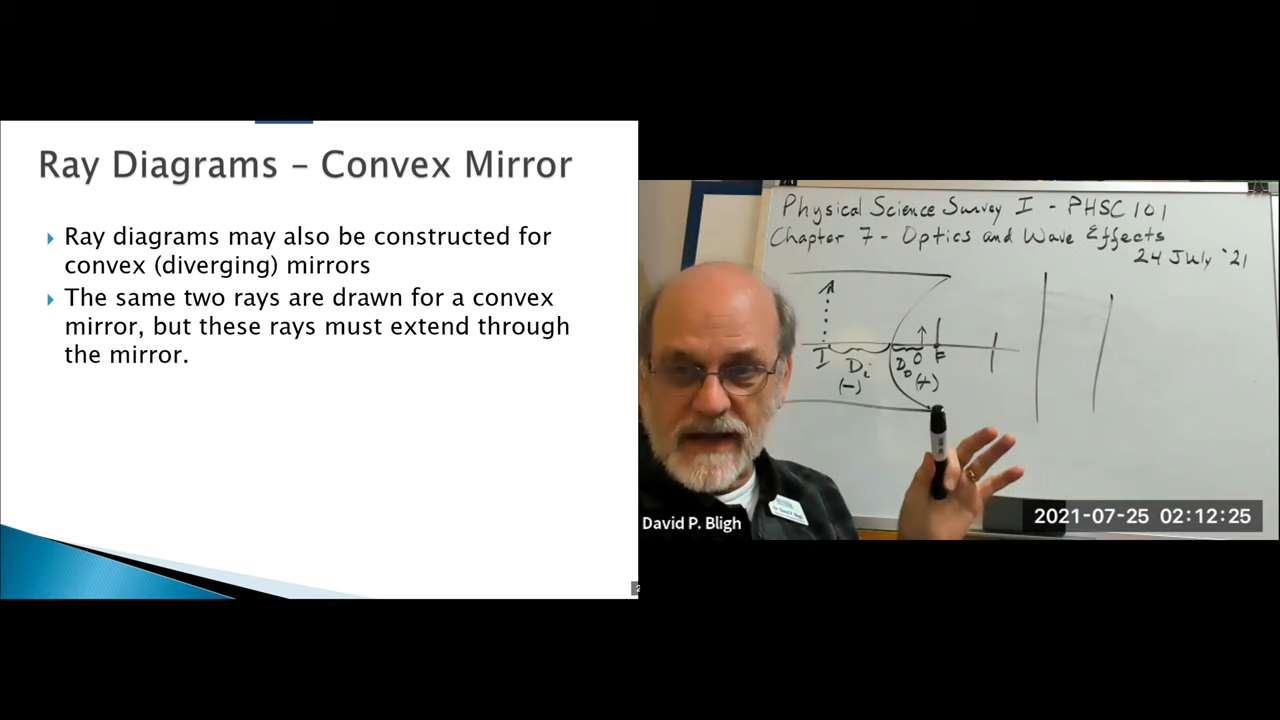 Ray Diagrams – Convex Mirror
Ray diagrams may also be constructed for
convex (diverging) mirrors
The same two rays are drawn for a convex
mirror, but these rays must extend through
the mirror.
Physical Science Survey I - PHSC 101
Chapter 7 - Optics and Wave Effects
24 July '21
I
Di
(-)
Do
(+)
O
F
David P. Bligh
2021-07-25 02:12:25